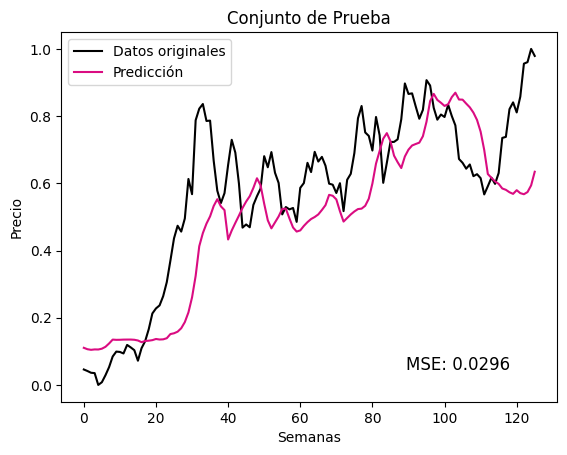 Conjunto de Prueba
Datos originales
Predicción
1.0
0.8
0.6
0.4
0.2
0.0
Precio
MSE: 0.0296
0 20 40 60 80 100 120
Semanas